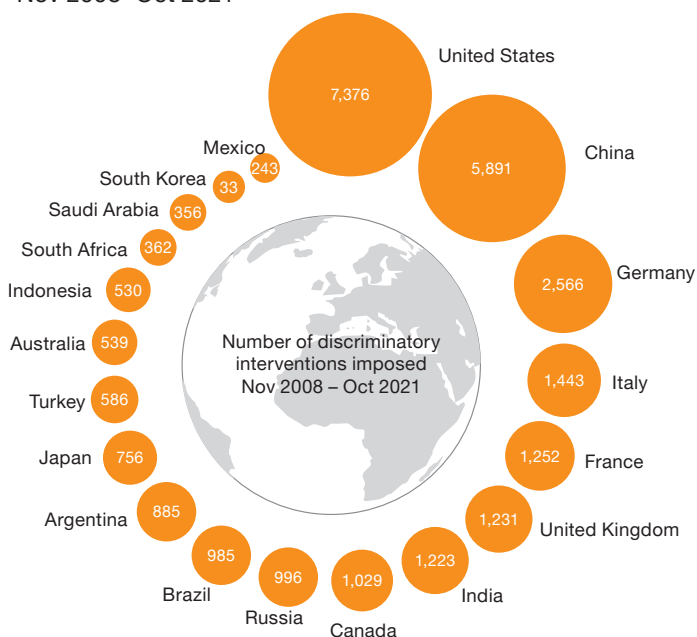 United States
7,376
China
5,891
Germany
2,566
Italy
1,443
France
1,252
United Kingdom
1,231
India
1,223
Canada
1,029
Russia
996
Brazil
985
Argentina
885
Japan
756
Turkey
586
Australia
539
Indonesia
530
South Africa
362
Saudi Arabia
356
South Korea
33
Mexico
243
Number of discriminatory
interventions imposed
Nov 2008 – Oct 2021